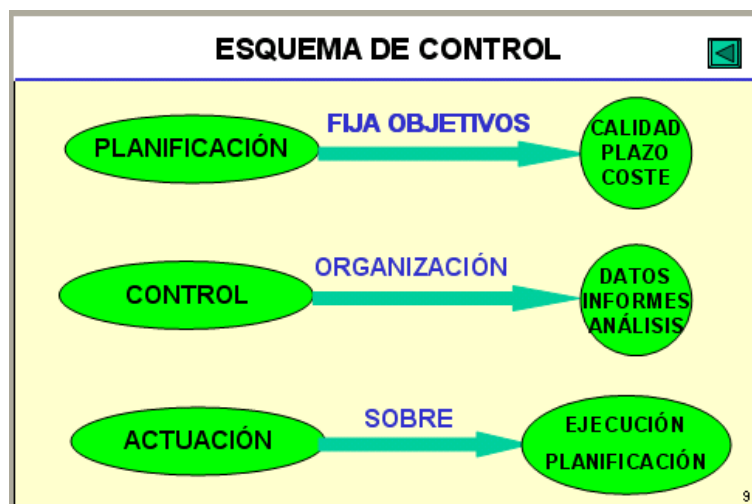 ESQUEMA DE CONTROL
PLANIFICACIÓN
FIJA OBJETIVOS
CALIDAD
PLAZO
COSTE
CONTROL
ORGANIZACIÓN
DATOS
INFORMES
ANÁLISIS
ACTUACIÓN
SOBRE
EJECUCIÓN
PLANIFICACIÓN
9